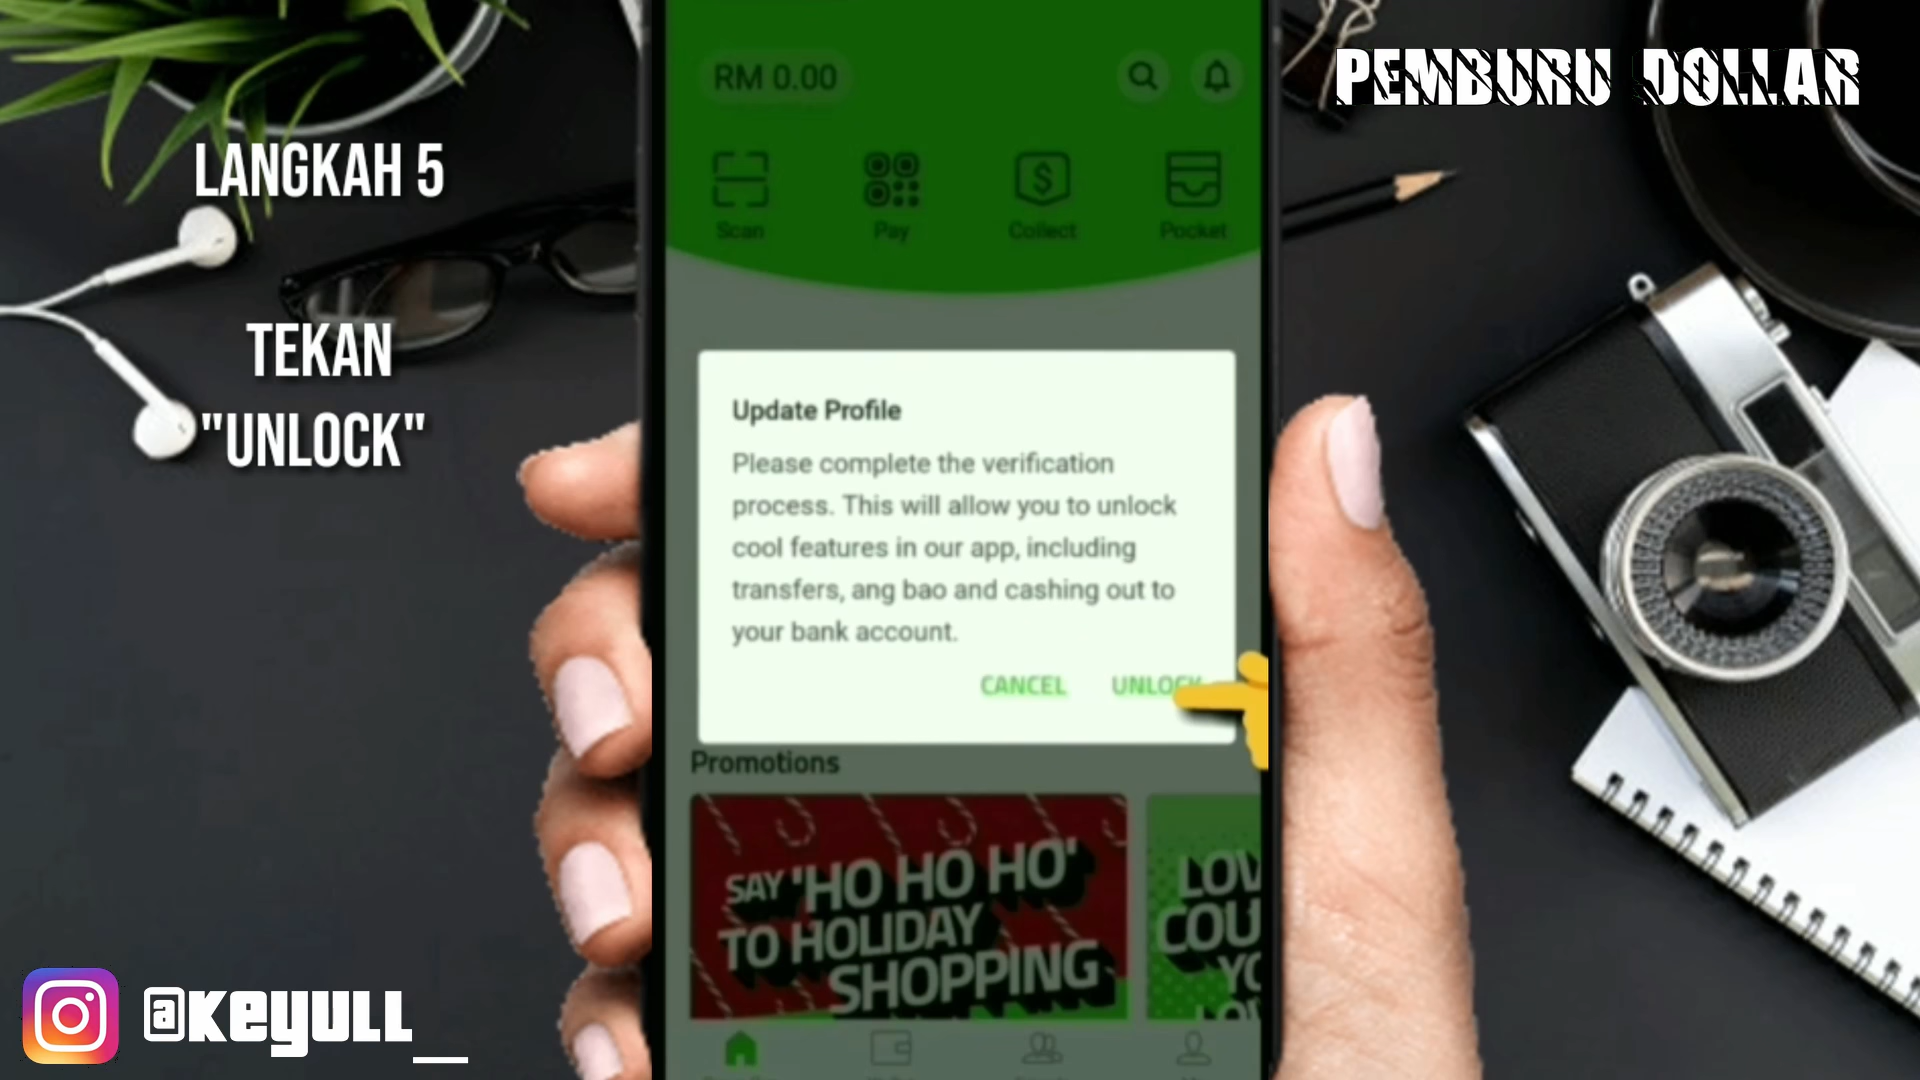 PEMBURU DOLLAR
LANGKAH 5
TEKAN
"UNLOCK"
RM 0.00
Scan
Pay
Collect
Pocket
Update Profile
Please complete the verification
process. This will allow you to unlock
cool features in our app, including
transfers, ang bao and cashing out to
your bank account.
CANCEL
UNLOCK
Promotions
SAY 'HO HO HO'
TO HOLIDAY
SHOPPING
@KEYULL__